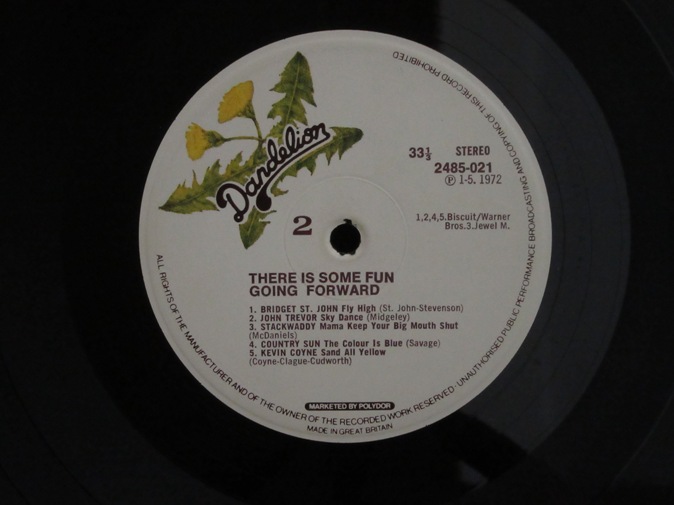 Dandelion
33⅓ STEREO
2485-021
Ⓟ 1-5. 1972
2
1,2,4,5.Biscuit/Warner
Bros.3.Jewel M.
THERE IS SOME FUN
GOING FORWARD
1. BRIDGET ST. JOHN Fly High (St. John-Stevenson)
2. JOHN TREVOR Sky Dance (Midgeley)
3. STACKWADDY Mama Keep Your Big Mouth Shut
(McDaniels)
4. COUNTRY SUN The Colour Is Blue (Savage)
5. KEVIN COYNE Sand All Yellow
(Coyne-Clague-Cudworth)
MARKETED BY POLYDOR
MADE IN GREAT BRITAIN
ALL RIGHTS OF THE MANUFACTURER AND OF THE OWNER OF THE RECORDED WORK RESERVED · UNAUTHORISED PUBLIC PERFORMANCE BROADCASTING AND COPYING OF THIS RECORD PROHIBITED